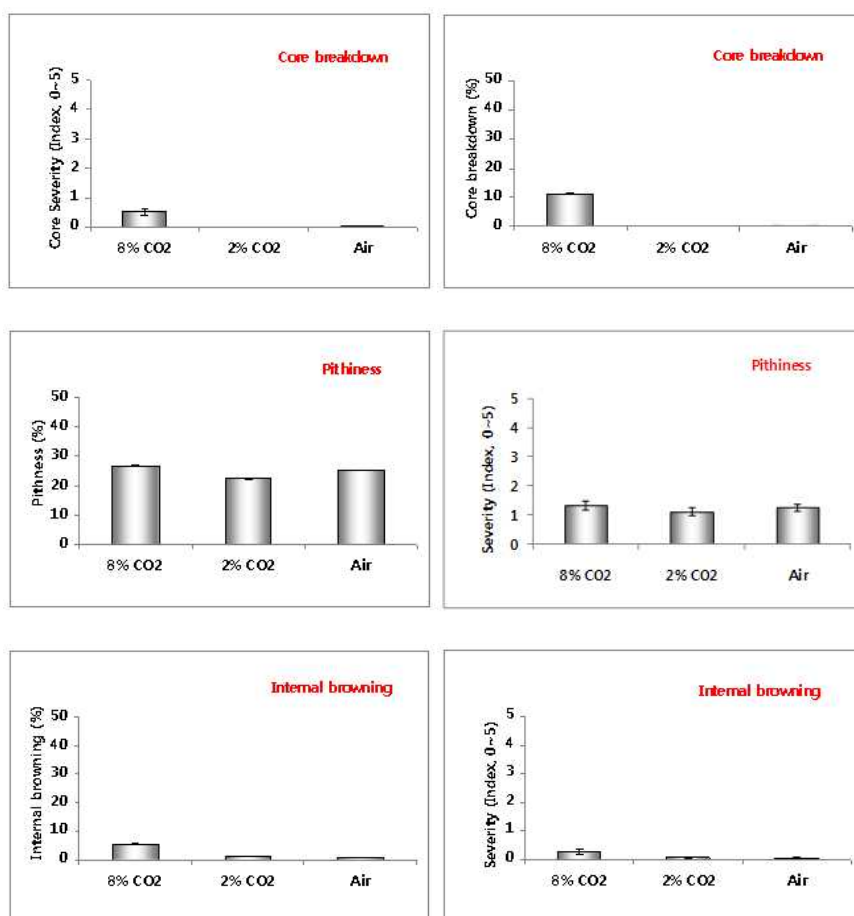 Core breakdown
Core Severity (Index, 0~5)
5
4
3
2
1
0
8% CO2 2% CO2 Air
Core breakdown
Core breakdown (%)
50
40
30
20
10
0
8% CO2 2% CO2 Air
Pithiness
Pithness (%)
50
40
30
20
10
0
8% CO2 2% CO2 Air
Pithiness
Severity (Index, 0~5)
5
4
3
2
1
0
8% CO2 2% CO2 Air
Internal browning
Internal browning (%)
50
40
30
20
10
0
8% CO2 2% CO2 Air
Internal browning
Severity (Index, 0~5)
5
4
3
2
1
0
8% CO2 2% CO2 Air